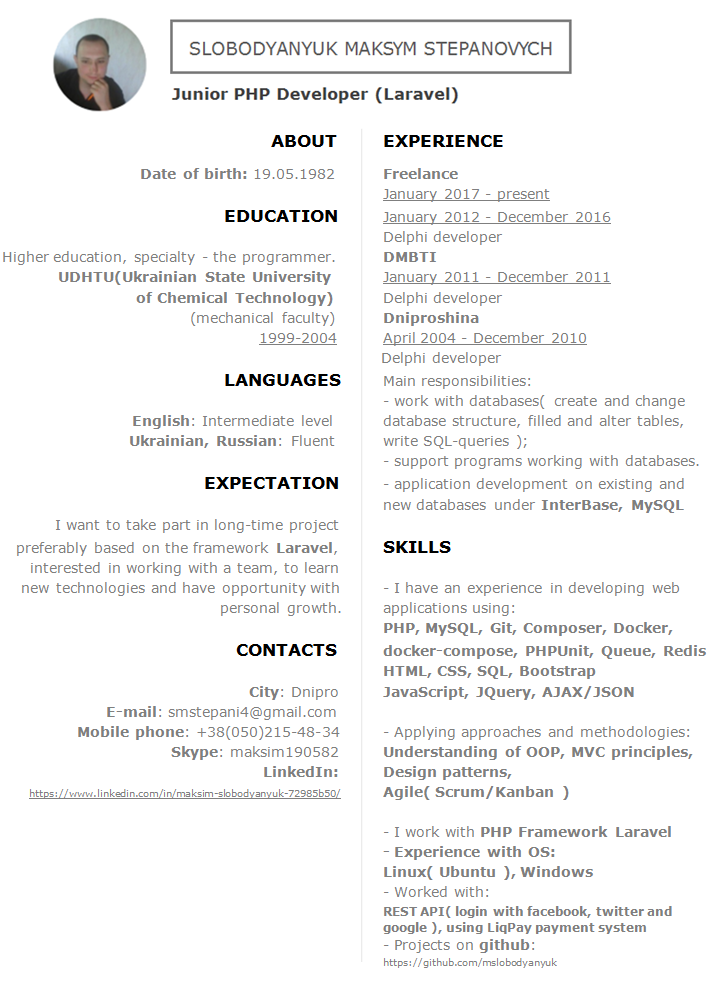 SLOBODYANYUK MAKSYM STEPANOVYCH
Junior PHP Developer (Laravel)
ABOUT
Date of birth: 19.05.1982
EDUCATION
Higher education, specialty - the programmer.
UDHTU(Ukrainian State University
of Chemical Technology)
(mechanical faculty)
1999-2004
LANGUAGES
English: Intermediate level
Ukrainian, Russian: Fluent
EXPECTATION
I want to take part in long-time project
preferably based on the framework Laravel,
interested in working with a team, to learn
new technologies and have opportunity with
personal growth.
CONTACTS
City: Dnipro
E-mail: smstepani4@gmail.com
Mobile phone: +38(050)215-48-34
Skype: maksim190582
LinkedIn:
https://www.linkedin.com/in/maksim-slobodyanyuk-72985b50/
EXPERIENCE
Freelance
January 2017 - present
January 2012 - December 2016
Delphi developer
DMBTI
January 2011 - December 2011
Delphi developer
Dniproshina
April 2004 - December 2010
Delphi developer
Main responsibilities:
- work with databases( create and change
database structure, filled and alter tables,
write SQL-queries );
- support programs working with databases.
- application development on existing and
new databases under InterBase, MySQL
SKILLS
- I have an experience in developing web
applications using:
PHP, MySQL, Git, Composer, Docker,
docker-compose, PHPUnit, Queue, Redis
HTML, CSS, SQL, Bootstrap
JavaScript, JQuery, AJAX/JSON
- Applying approaches and methodologies:
Understanding of OOP, MVC principles,
Design patterns,
Agile( Scrum/Kanban )
- I work with PHP Framework Laravel
- Experience with OS:
Linux( Ubuntu ), Windows
- Worked with:
REST API( login with facebook, twitter and
google ), using LiqPay payment system
- Projects on github:
https://github.com/mslobodyanyuk